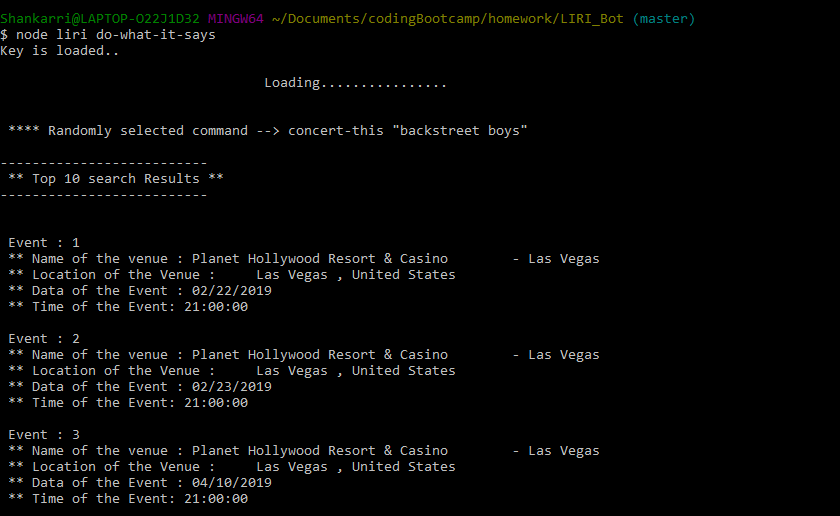 Shankarri@LAPTOP-O22J1D32 MINGW64 ~/Documents/codingBootcamp/homework/LIRI_Bot (master)
$ node liri do-what-it-says
Key is loaded..
Loading................
**** Randomly selected command --> concert-this "backstreet boys"
--------------------------
** Top 10 search Results **
--------------------------
Event : 1
** Name of the venue : Planet Hollywood Resort & Casino        - Las Vegas
** Location of the Venue :     Las Vegas , United States
** Data of the Event : 02/22/2019
** Time of the Event: 21:00:00
Event : 2
** Name of the venue : Planet Hollywood Resort & Casino        - Las Vegas
** Location of the Venue :     Las Vegas , United States
** Data of the Event : 02/23/2019
** Time of the Event: 21:00:00
Event : 3
** Name of the venue : Planet Hollywood Resort & Casino        - Las Vegas
** Location of the Venue :     Las Vegas , United States
** Data of the Event : 04/10/2019
** Time of the Event: 21:00:00